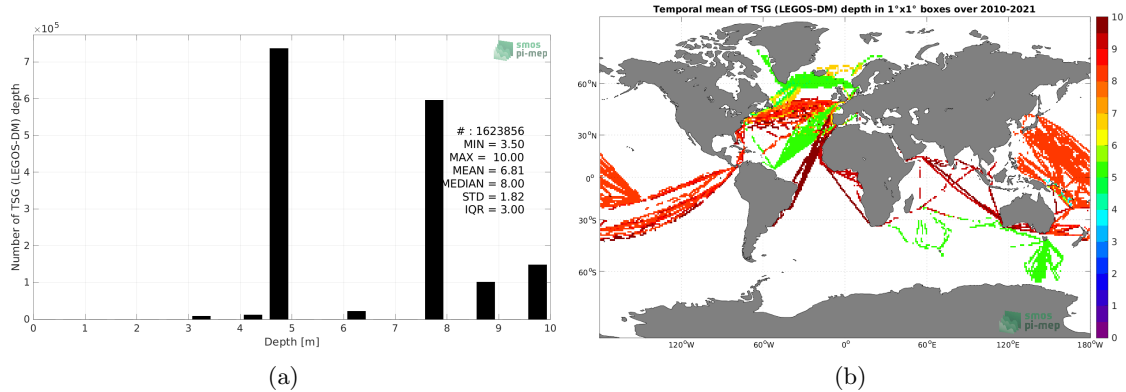 ×10⁵
7
6
5
4
3
2
1
0
Number of TSG (LEGOS-DM) depth
smos
pi-mep
# : 1623856
MIN = 3.50
MAX = 10.00
MEAN = 6.81
MEDIAN = 8.00
STD = 1.82
IQR = 3.00
0 1 2 3 4 5 6 7 8 9 10
Depth [m]
(a)
Temporal mean of TSG (LEGOS-DM) depth in 1°x1° boxes over 2010-2021
60°N
30°N
0°
30°S
60°S
120°W 60°W 0° 60°E 120°E 180°W
smos
pi-mep
10
9
8
7
6
5
4
3
2
1
0
(b)